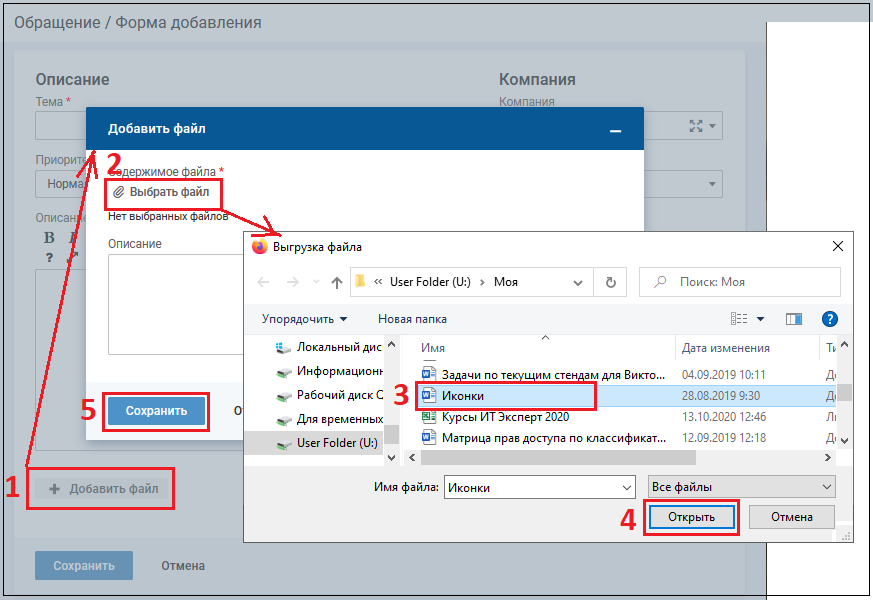 Обращение / Форма добавления
Описание
Компания
Тема *
Компания
Добавить файл
Приорите
2
Содержимое файла *
Норма
Выбрать файл
Нет выбранных файлов
Описание
Описание
B
?
Выгрузка файла
« User Folder (U:) › Моя
Поиск: Моя
Упорядочить
Новая папка
?
Локальный дис
Информационн
Рабочий диск Q
Для временных
User Folder (U:)
Имя
Дата изменения
Ти
Задачи по текущим стендам для Викто...
04.09.2019 10:11
До
3
Иконки
28.08.2019 9:30
До
Курсы ИТ Эксперт 2020
13.10.2020 12:46
Ли
Матрица прав доступа по классификат...
12.09.2019 12:18
До
5
Сохранить
Имя файла:
Иконки
Все файлы
4
Открыть
Отмена
1
Добавить файл
Сохранить
Отмена